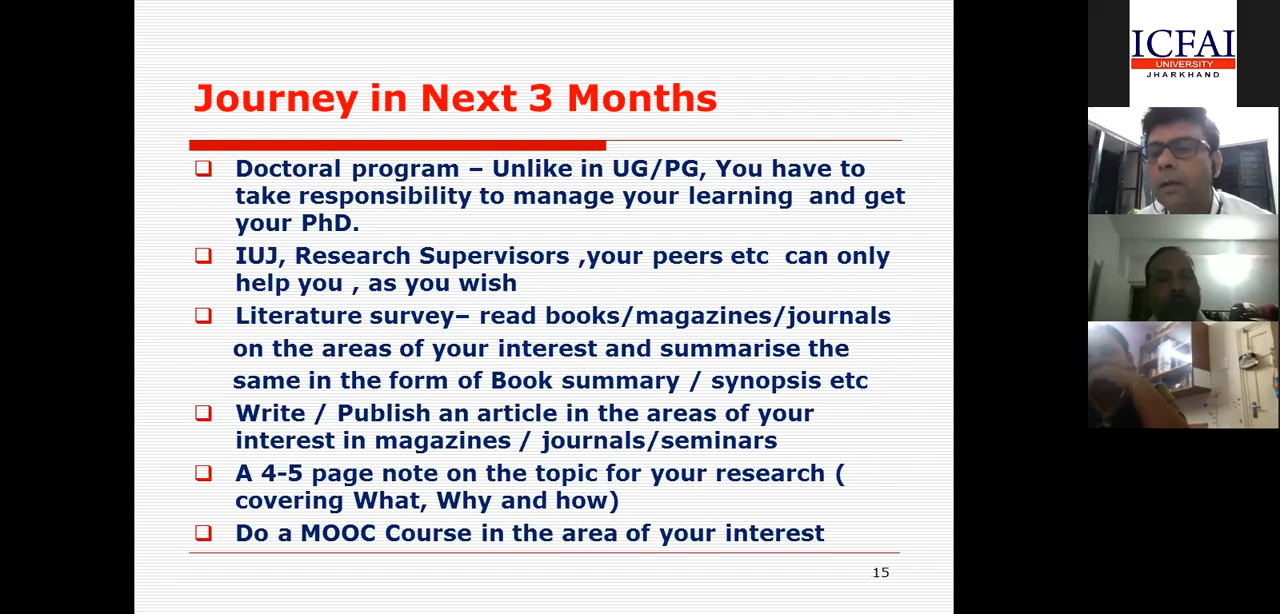 Journey in Next 3 Months
❑ Doctoral program – Unlike in UG/PG, You have to
take responsibility to manage your learning and get
your PhD.
❑ IUJ, Research Supervisors ,your peers etc can only
help you , as you wish
❑ Literature survey– read books/magazines/journals
on the areas of your interest and summarise the
same in the form of Book summary / synopsis etc
❑ Write / Publish an article in the areas of your
interest in magazines / journals/seminars
❑ A 4-5 page note on the topic for your research (
covering What, Why and how)
❑ Do a MOOC Course in the area of your interest
15
ICFAI
UNIVERSITY
JHARKHAND